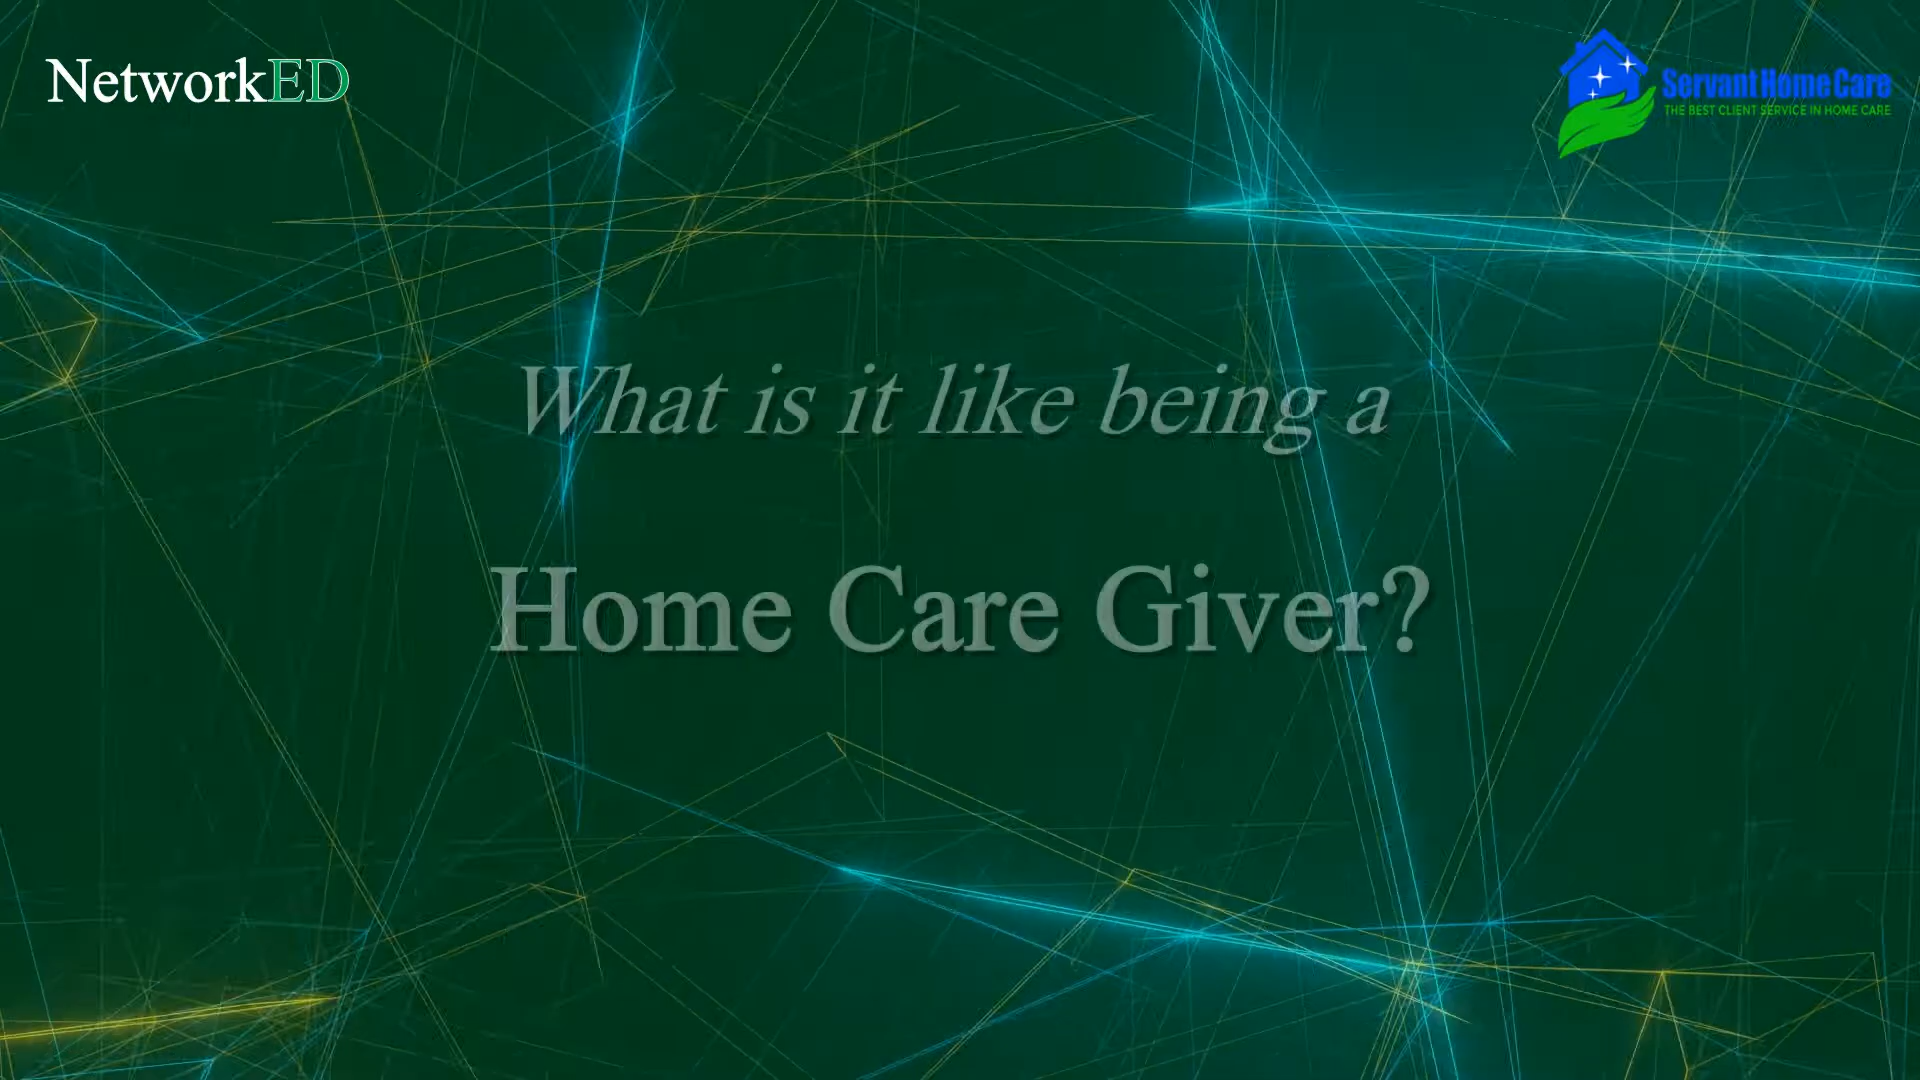 NetworkED
Servant Home Care
THE BEST CLIENT SERVICE IN HOME CARE
What is it like being a
Home Care Giver?